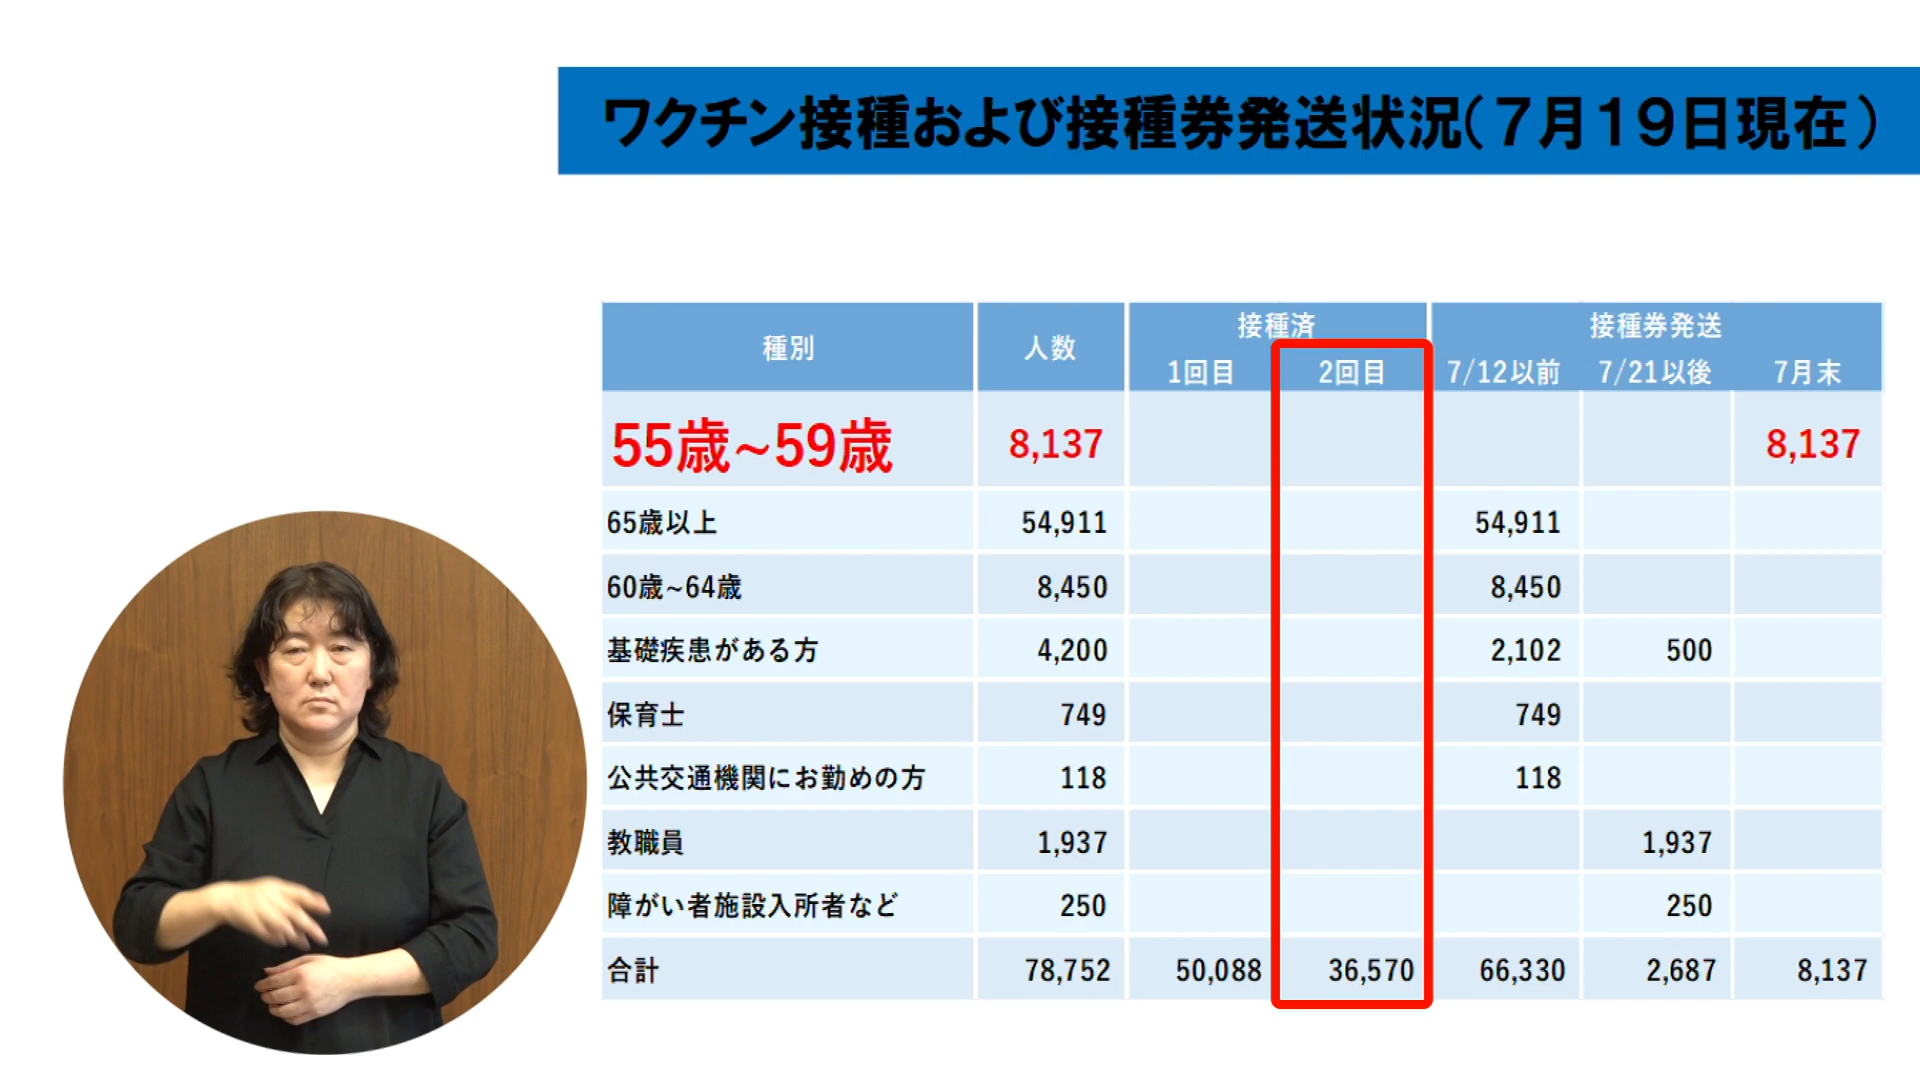 ワクチン接種および接種券発送状況(7月19日現在)
種別 人数 接種済 接種券発送
1回目 2回目 7/12以前 7/21以後 7月末
55歳~59歳 8,137 8,137
65歳以上 54,911 54,911
60歳~64歳 8,450 8,450
基礎疾患がある方 4,200 2,102 500
保育士 749 749
公共交通機関にお勤めの方 118 118
教職員 1,937 1,937
障がい者施設入所者など 250 250
合計 78,752 50,088 36,570 66,330 2,687 8,137